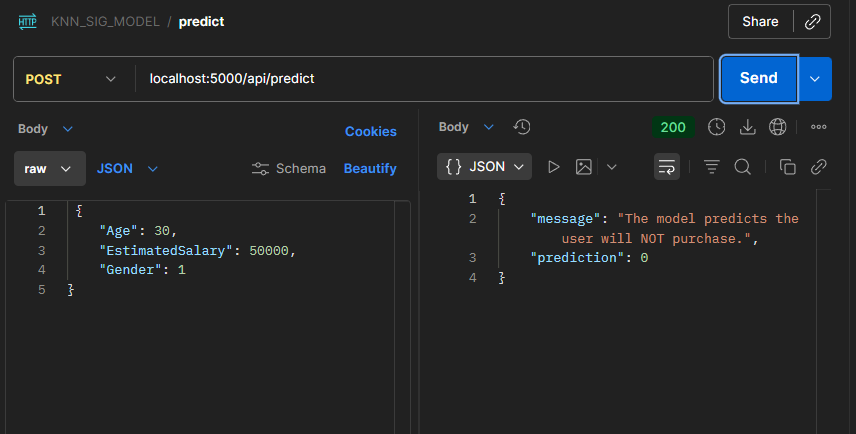 HTTP KNN_SIG_MODEL / predict
Share
POST
localhost:5000/api/predict
Send
Body
Cookies
raw
JSON
Schema
Beautify
1 {
2 "Age": 30,
3 "EstimatedSalary": 50000,
4 "Gender": 1
5 }
Body
200
{} JSON
1 {
2 "message": "The model predicts the
user will NOT purchase.",
3 "prediction": 0
4 }